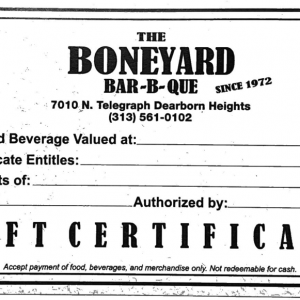 THE
BONEYARD
BAR-B-QUE
SINCE 1972
7010 N. Telegraph Dearborn Heights
(313) 561-0102
d Beverage Valued at:
cate Entitles:
ts of:
Authorized by:
FT CERTIFICA
Accept payment of food, beverages, and merchandise only. Not redeemable for cash.